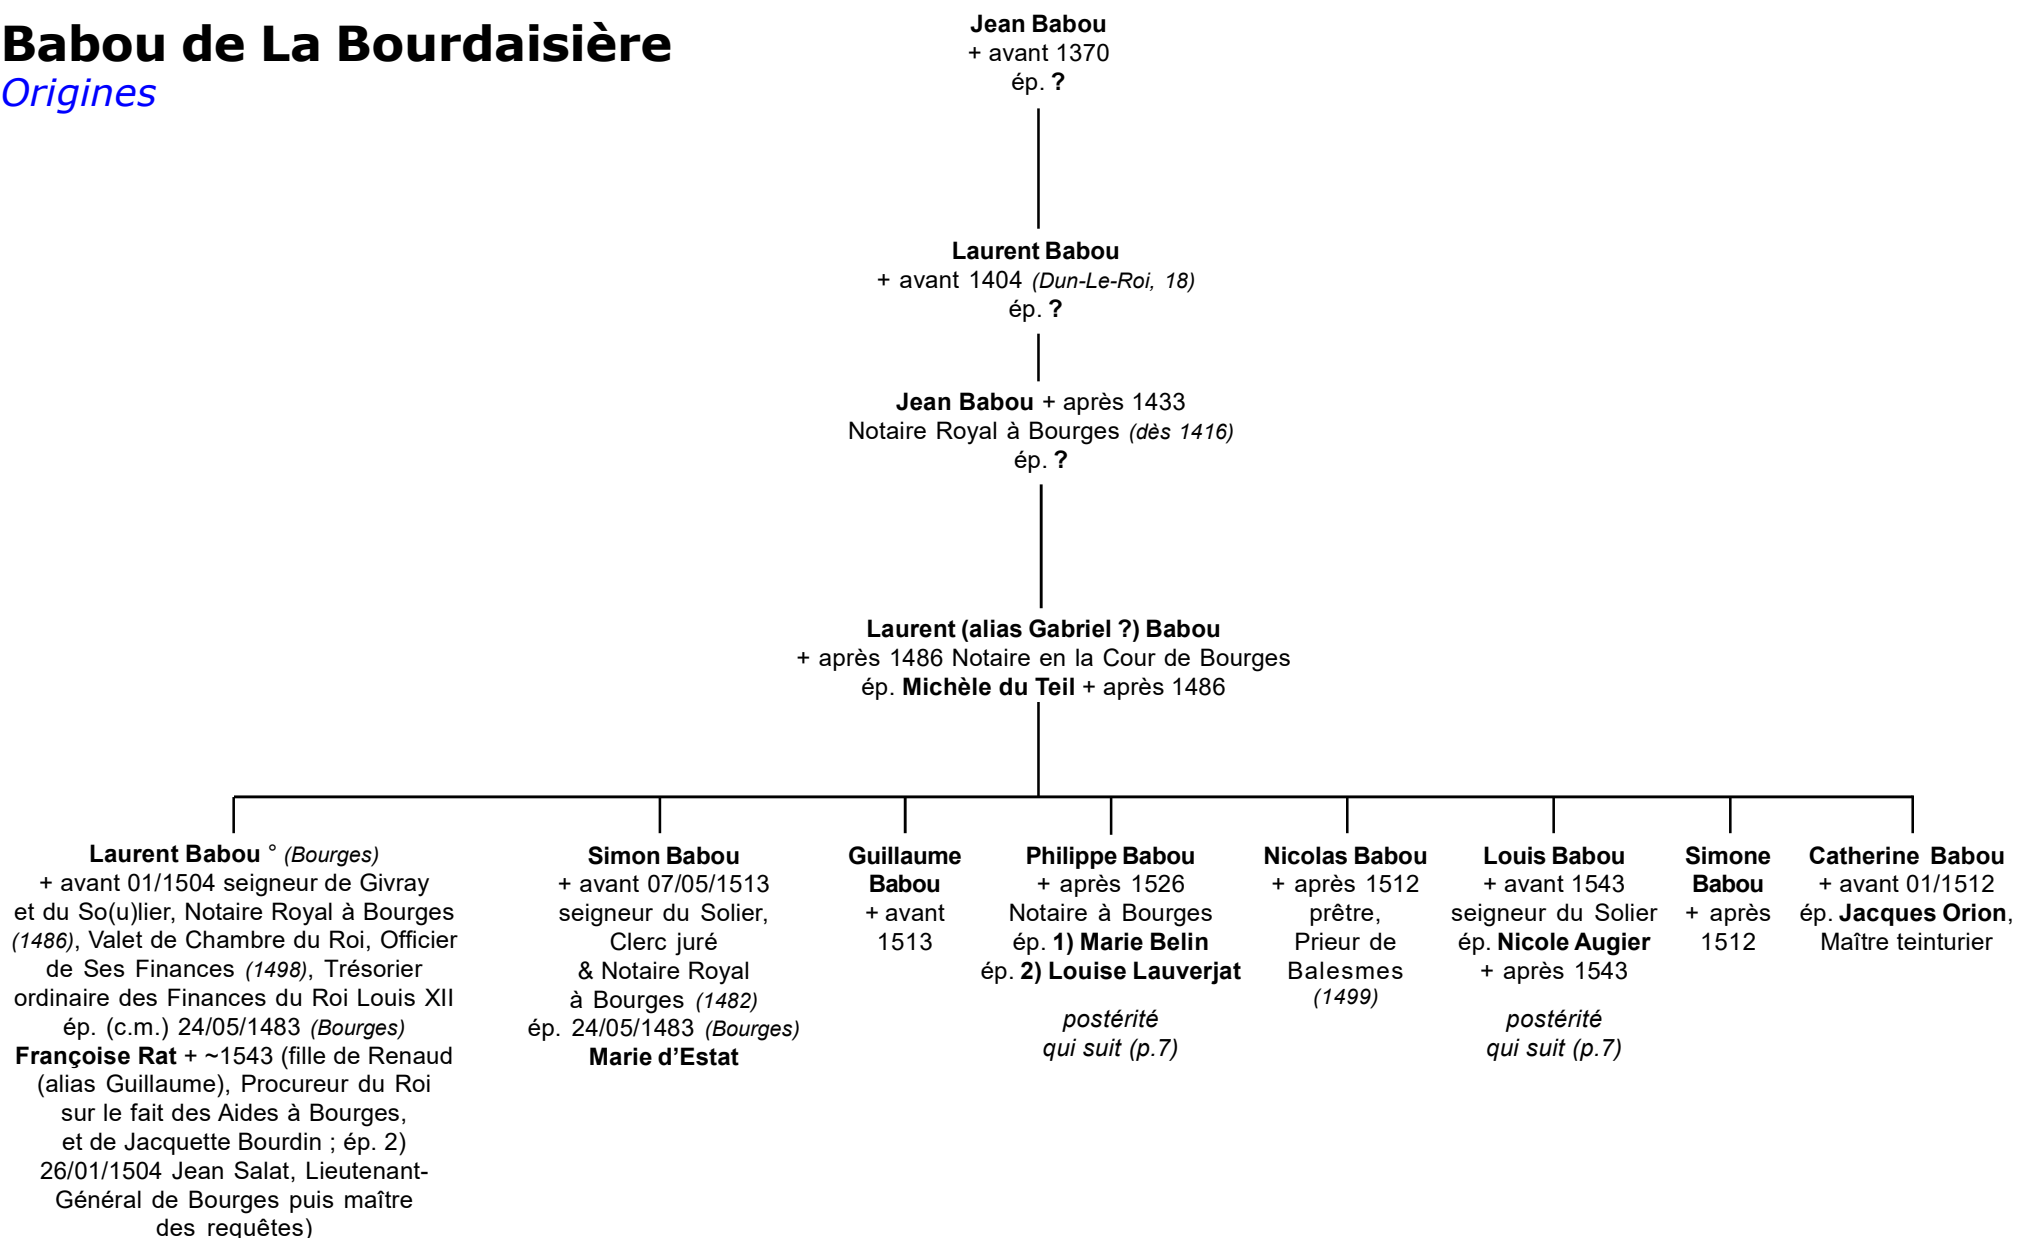 Babou de La Bourdaisière
Origines
Jean Babou
+ avant 1370
ép. ?
Laurent Babou
+ avant 1404 (Dun-Le-Roi, 18)
ép. ?
Jean Babou + après 1433
Notaire Royal à Bourges (dès 1416)
ép. ?
Laurent (alias Gabriel ?) Babou
+ après 1486 Notaire en la Cour de Bourges
ép. Michèle du Teil + après 1486
Laurent Babou ° (Bourges)
+ avant 01/1504 seigneur de Givray
et du So(u)lier, Notaire Royal à Bourges
(1486), Valet de Chambre du Roi, Officier
de Ses Finances (1498), Trésorier
ordinaire des Finances du Roi Louis XII
ép. (c.m.) 24/05/1483 (Bourges)
Françoise Rat + ~1543 (fille de Renaud
(alias Guillaume), Procureur du Roi
sur le fait des Aides à Bourges,
et de Jacquette Bourdin ; ép. 2)
26/01/1504 Jean Salat, Lieutenant-
Général de Bourges puis maître
des requêtes)
Simon Babou
+ avant 07/05/1513
seigneur du Solier,
Clerc juré
& Notaire Royal
à Bourges (1482)
ép. 24/05/1483 (Bourges)
Marie d’Estat
Guillaume
Babou
+ avant
1513
Philippe Babou
+ après 1526
Notaire à Bourges
ép. 1) Marie Belin
ép. 2) Louise Lauverjat
postérité
qui suit (p.7)
Nicolas Babou
+ après 1512
prêtre,
Prieur de
Balesmes
(1499)
Louis Babou
+ avant 1543
seigneur du Solier
ép. Nicole Augier
+ après 1543
postérité
qui suit (p.7)
Simone
Babou
+ après
1512
Catherine Babou
+ avant 01/1512
ép. Jacques Orion,
Maître teinturier